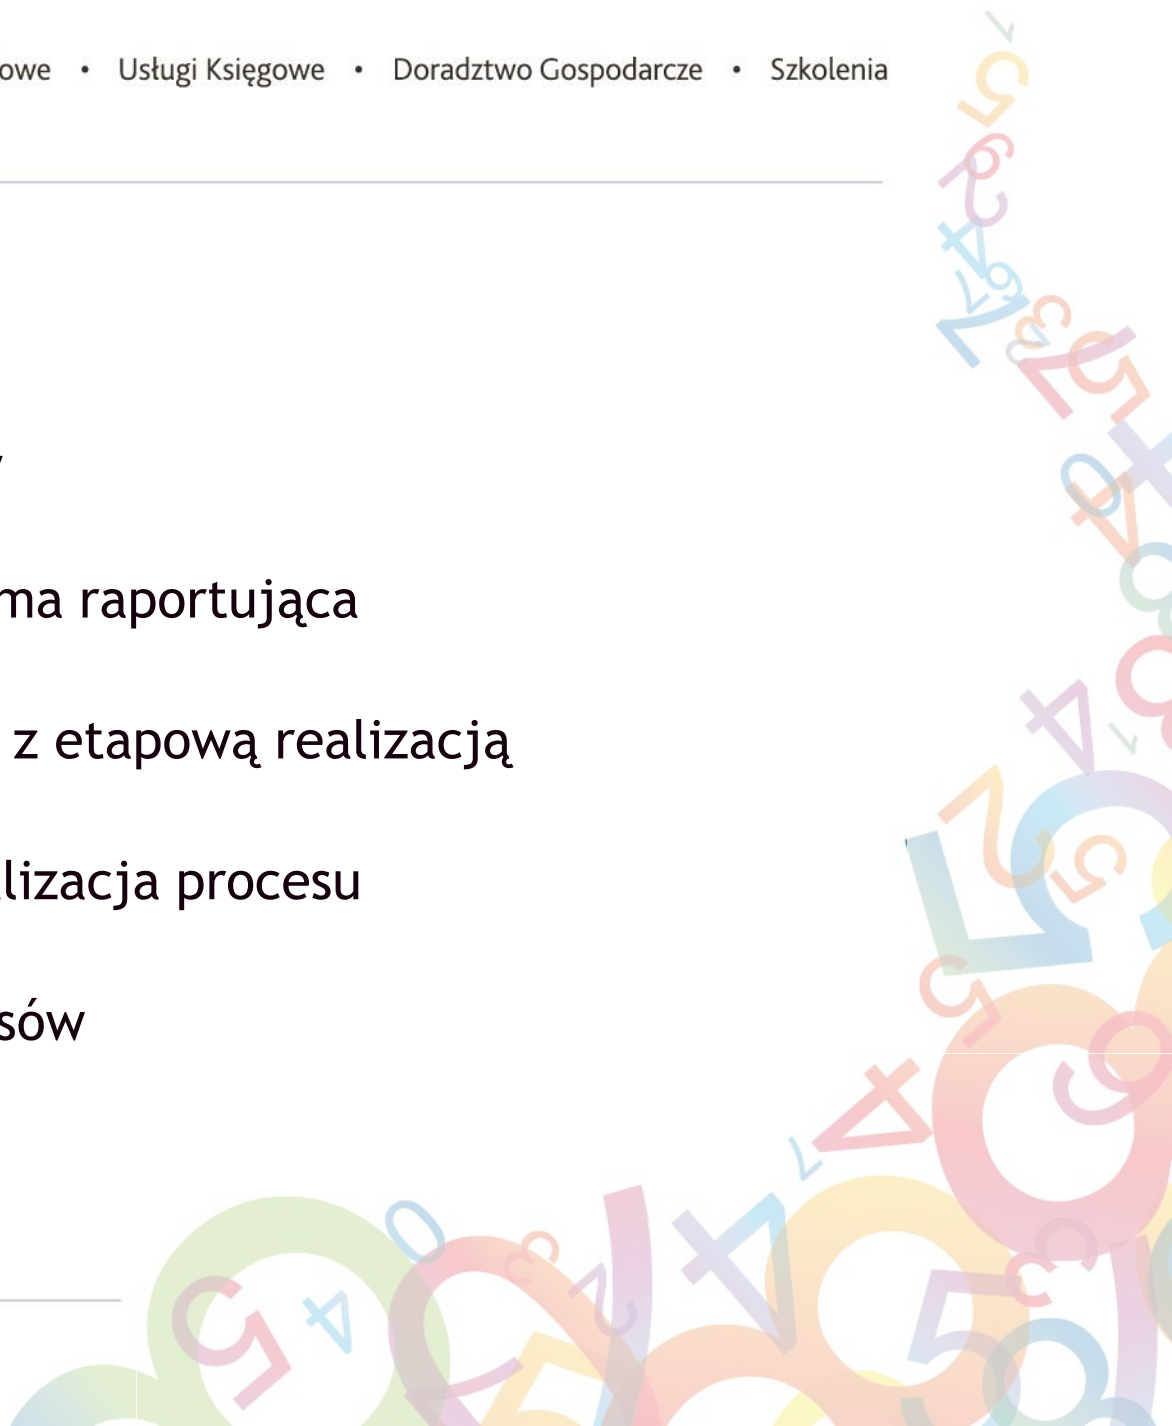 owe • Usługi Księgowe • Doradztwo Gospodarcze • Szkolenia
ma raportująca
z etapową realizacją
lizacja procesu
sów